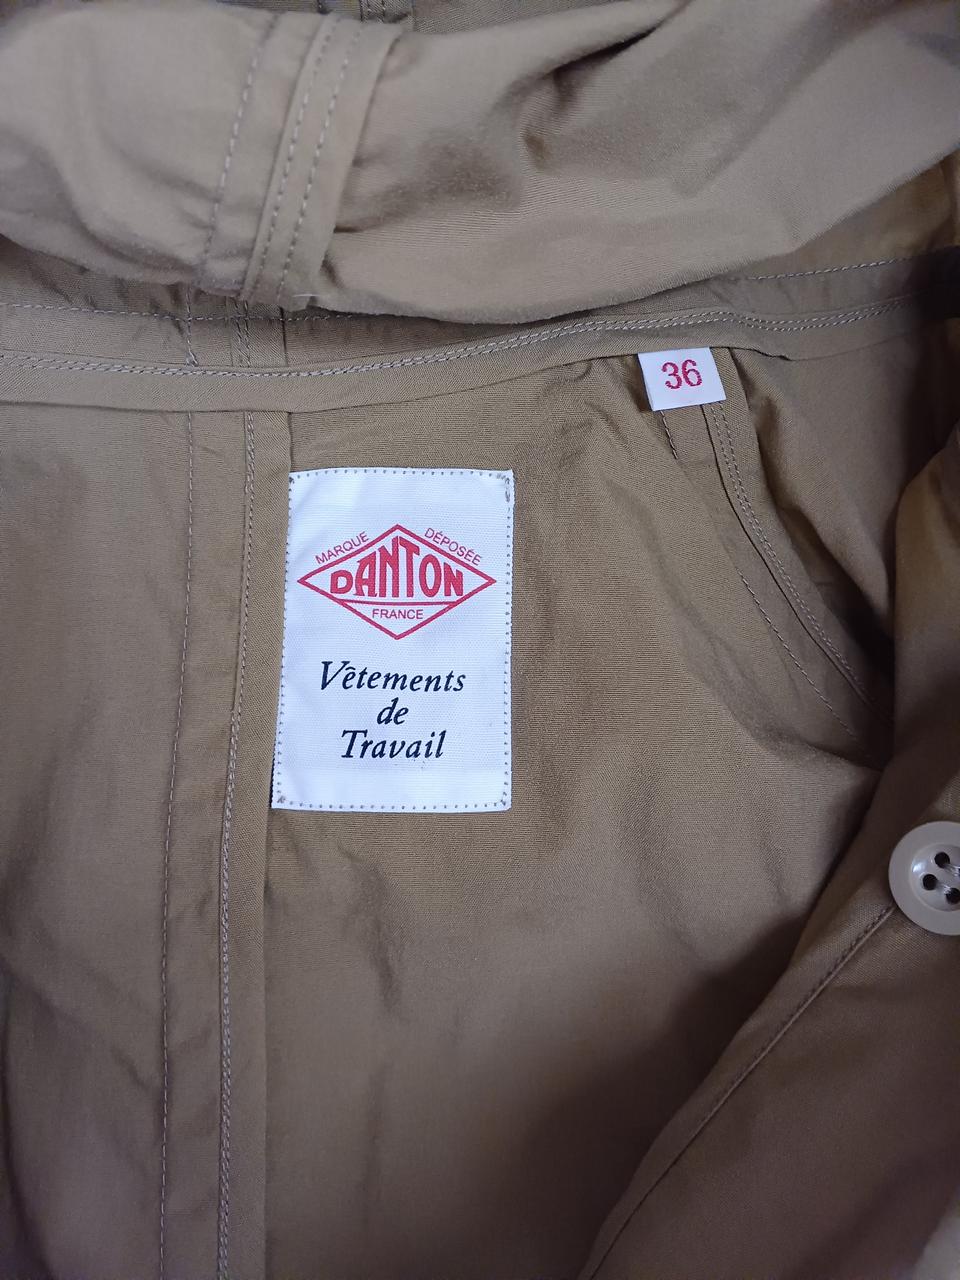 36
MARQUE DÉPOSÉE
DANTON
FRANCE
Vêtements
de
Travail